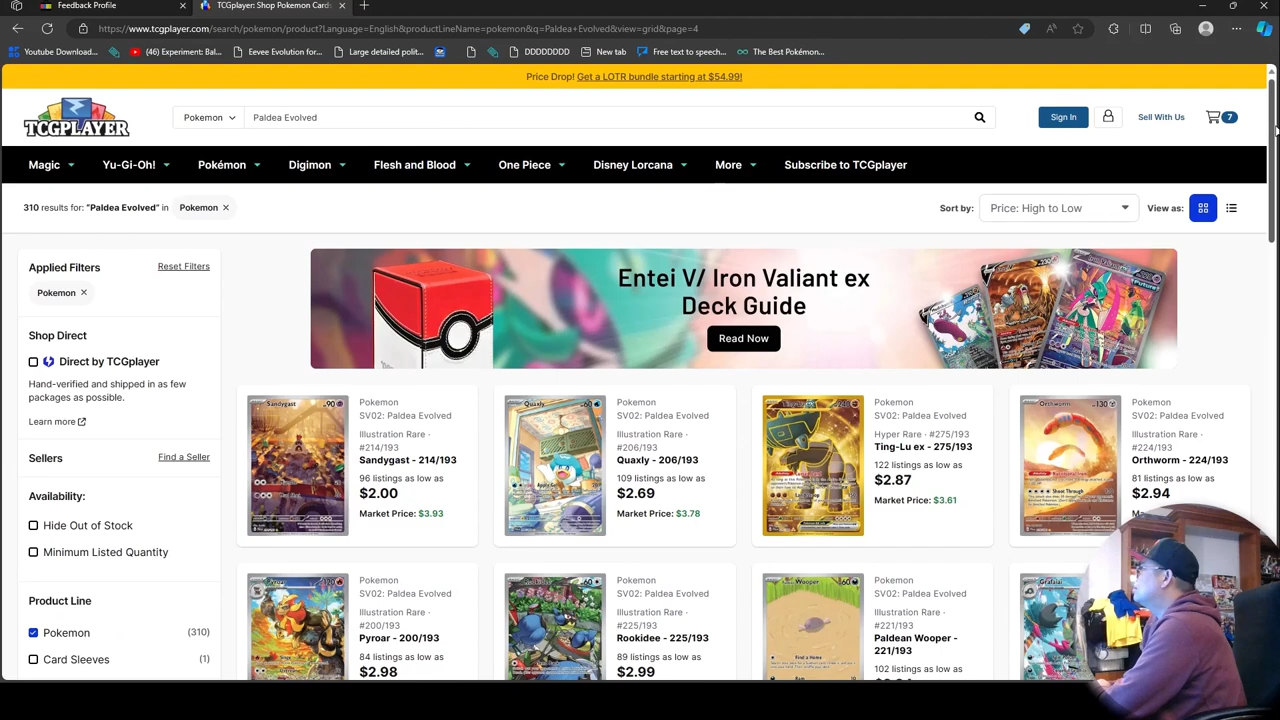 Feedback Profile
TCGplayer: Shop Pokemon Cards
https://www.tcgplayer.com/search/pokemon/product?Language=English&productLineName=pokemon&q=Paldea+Evolved&view=grid&page=4
Youtube Download...
(46) Experiment: Bal...
Eevee Evolution for...
Large detailed polit...
DDDDDDD
New tab
Free text to speech...
The Best Pokémon...
Price Drop! Get a LOTR bundle starting at $54.99!
TCGPLAYER
Pokemon
Paldea Evolved
Sign In
Sell With Us
7
Magic
Yu-Gi-Oh!
Pokémon
Digimon
Flesh and Blood
One Piece
Disney Lorcana
More
Subscribe to TCGplayer
310 results for: "Paldea Evolved" in
Pokemon
Sort by:
Price: High to Low
View as:
Applied Filters
Reset Filters
Pokemon
Shop Direct
Direct by TCGplayer
Hand-verified and shipped in as few
packages as possible.
Learn more
Sellers
Find a Seller
Availability:
Hide Out of Stock
Minimum Listed Quantity
Product Line
Pokemon
(310)
Card Sleeves
(1)
Entei V/ Iron Valiant ex
Deck Guide
Read Now
Pokemon
SV02: Paldea Evolved
Illustration Rare ·
#214/193
Sandygast - 214/193
96 listings as low as
$2.00
Market Price: $3.93
Pokemon
SV02: Paldea Evolved
Illustration Rare ·
#206/193
Quaxly - 206/193
109 listings as low as
$2.69
Market Price: $3.78
Pokemon
SV02: Paldea Evolved
Hyper Rare · #275/193
Ting-Lu ex - 275/193
122 listings as low as
$2.87
Market Price: $3.61
Pokemon
SV02: Paldea Evolved
Illustration Rare ·
#224/193
Orthworm - 224/193
81 listings as low as
$2.94
Pokemon
SV02: Paldea Evolved
Illustration Rare ·
#200/193
Pyroar - 200/193
84 listings as low as
$2.98
Pokemon
SV02: Paldea Evolved
Illustration Rare ·
#225/193
Rookidee - 225/193
89 listings as low as
$2.99
Pokemon
SV02: Paldea Evolved
Illustration Rare ·
#221/193
Paldean Wooper -
221/193
102 listings as low as